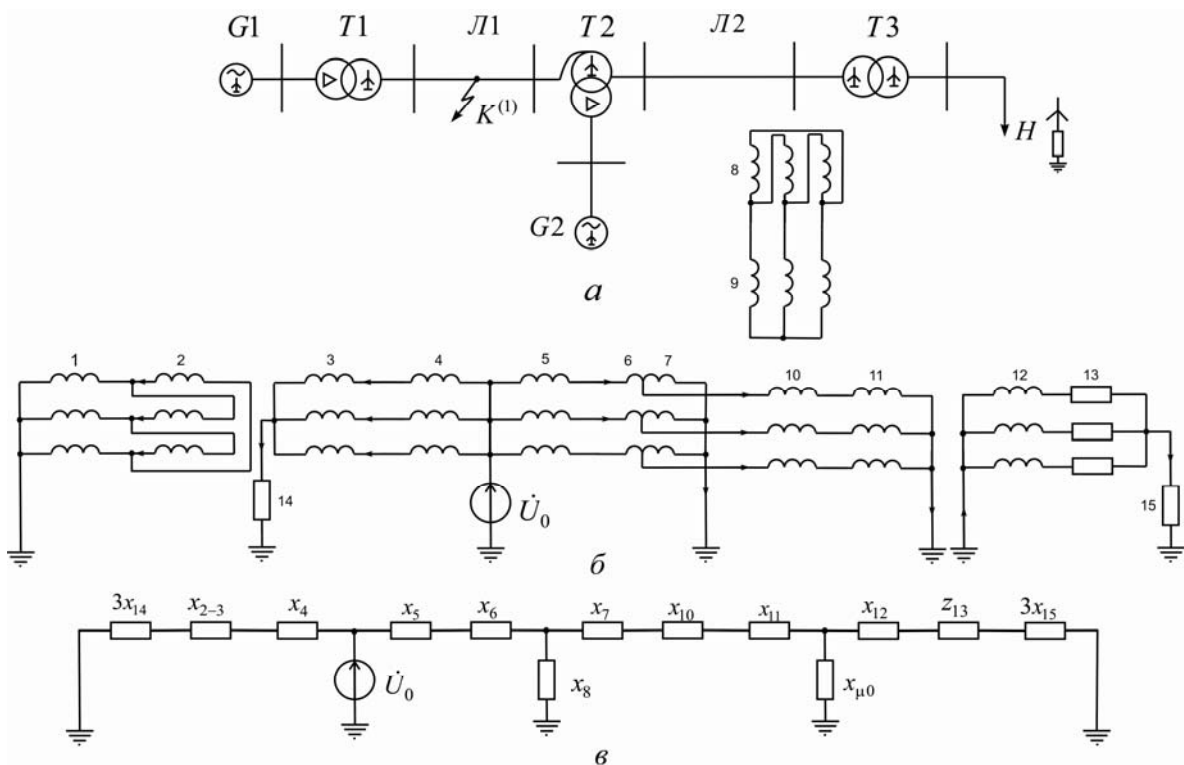 G1 T1 Л1 T2 Л2 T3
K⁽¹⁾
H
G2
8
9
а
1 2 3 4 5 6 7 10 11 12 13
14
U̇₀
15
б
3x₁₄ x₂₋₃ x₄ x₅ x₆ x₇ x₁₀ x₁₁ x₁₂ z₁₃ 3x₁₅
U̇₀
x₈
xμ₀
в